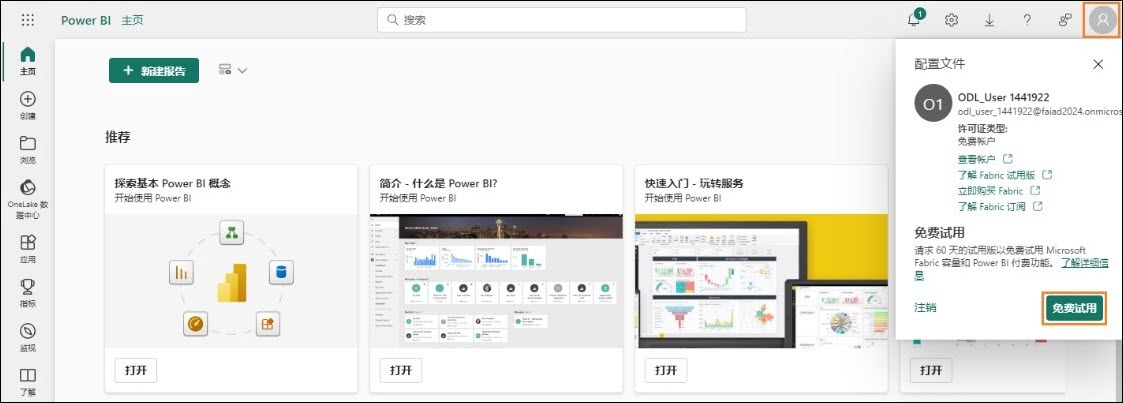 Power BI 主页
搜索
1
主页
创建
浏览
OneLake 数
据中心
应用
指标
监视
了解
新建报告
推荐
探索基本 Power BI 概念
开始使用 Power BI
打开
简介 - 什么是 Power BI?
开始使用 Power BI
打开
快速入门 - 玩转服务
开始使用 Power BI
打开
打开
配置文件
O1
ODL_User 1441922
odl_user_1441922@faiad2024.onmicros
许可证类型:
免费帐户
查看帐户
了解 Fabric 试用版
立即购买 Fabric
了解 Fabric 订阅
免费试用
请求 60 天的试用版以免费试用 Microsoft
Fabric 容量和 Power BI 付费功能。 了解详细信
息
注销
免费试用